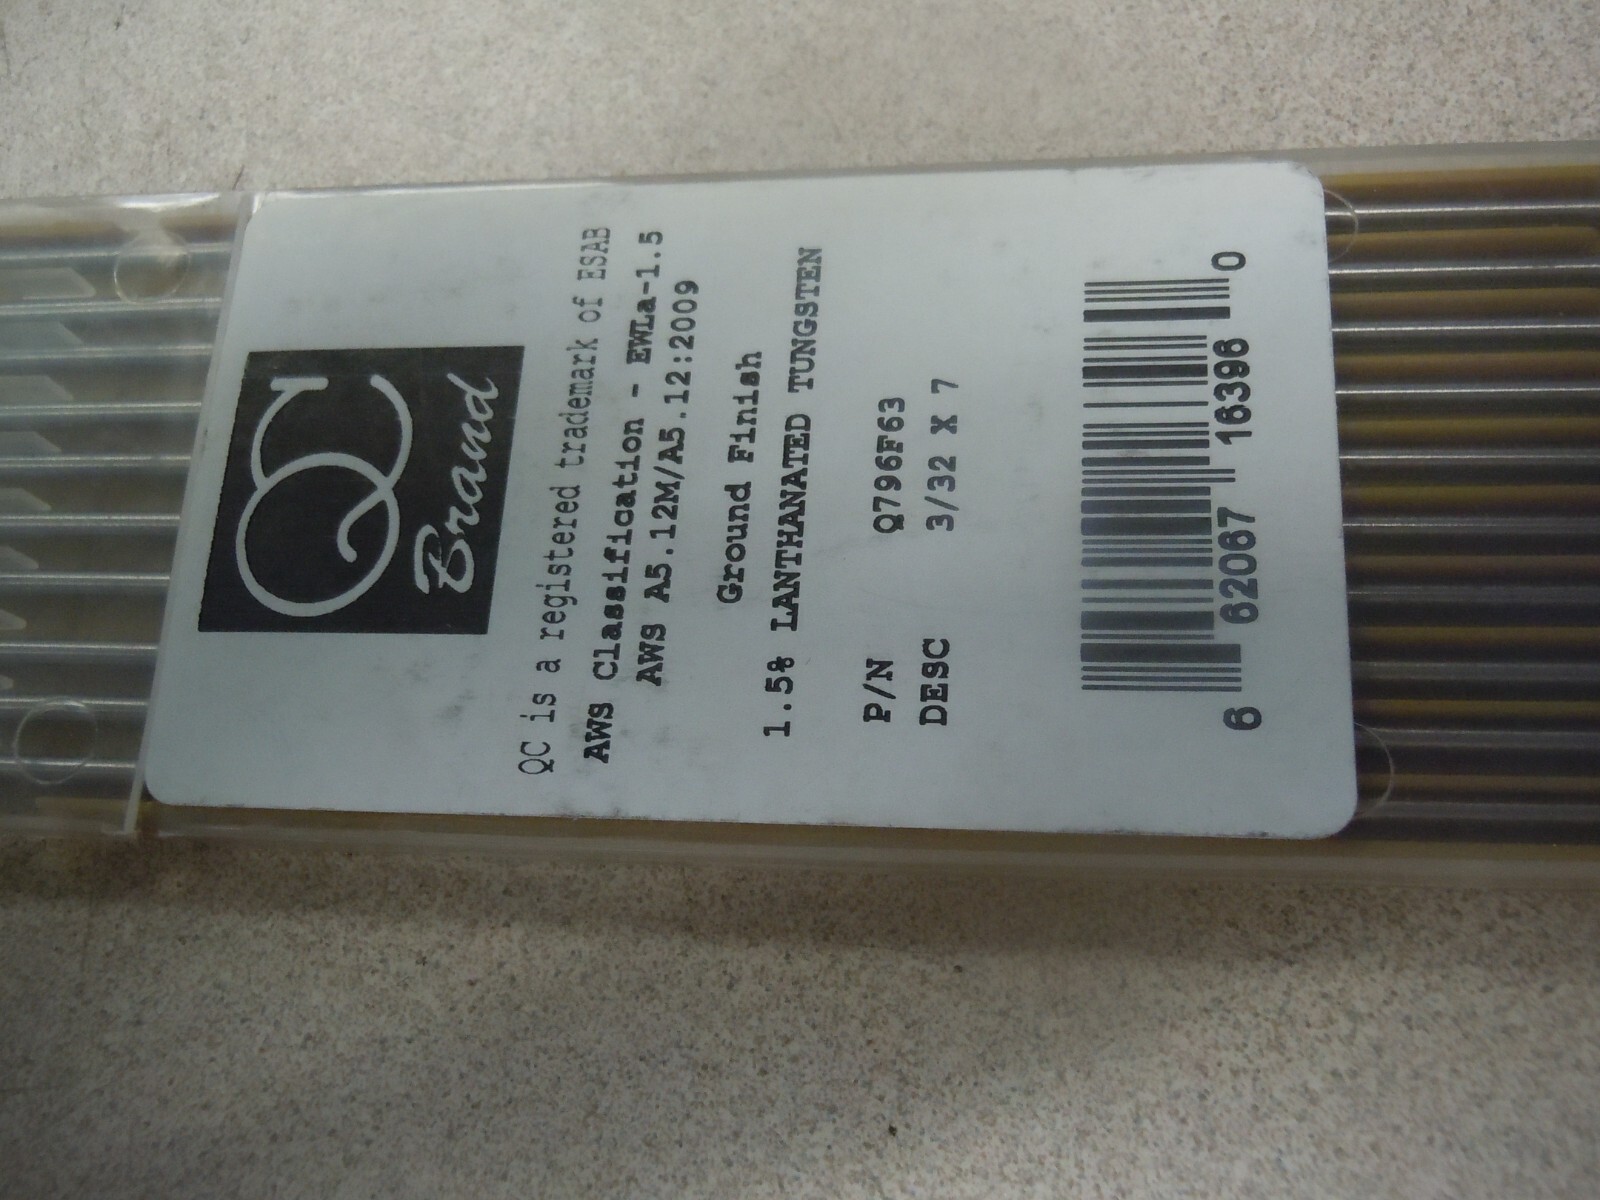 QC
Brand
QC is a registered trademark of ESAB
AWS Classification - EWLa-1.5
AWS A5.12M/A5.12:2009
Ground Finish
1.5% LANTHANATED TUNGSTEN
P/N Q796F63
DESC 3/32 X 7
6 62067 16396 0